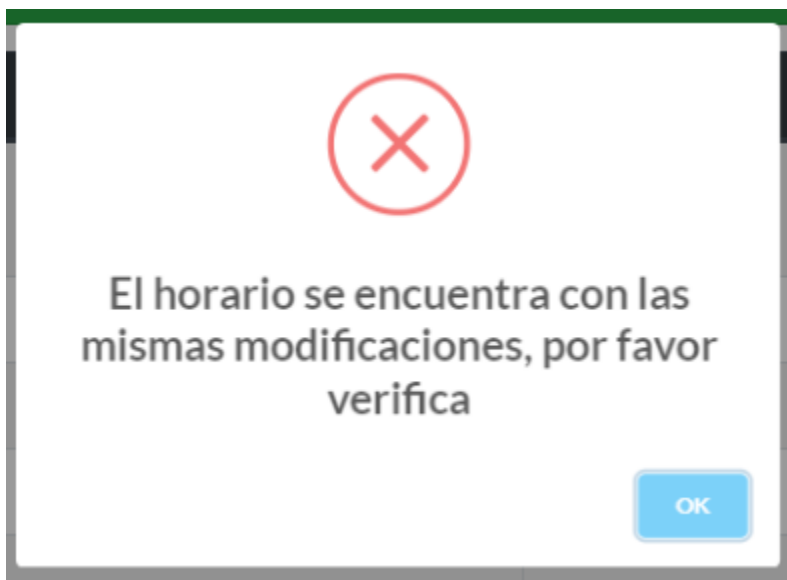 El horario se encuentra con las
mismas modificaciones, por favor
verifica
OK